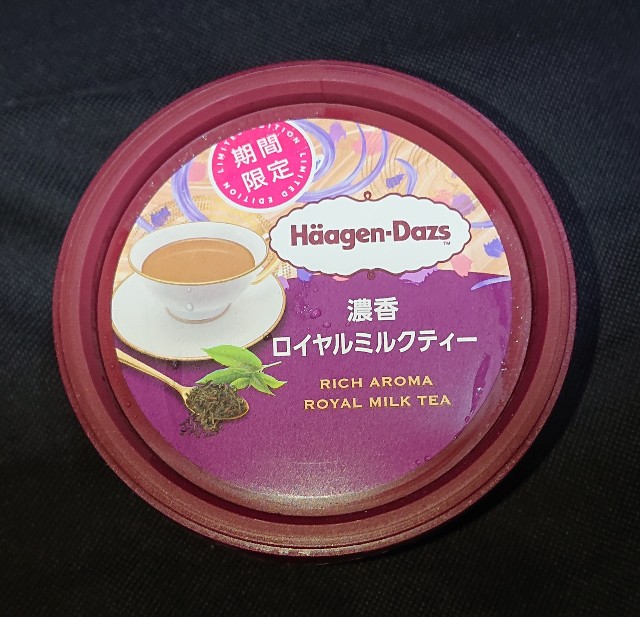 LIMITED EDITION
期間
限定
LIMITED EDITION
Häagen-Dazs™
濃香
ロイヤルミルクティー
RICH AROMA
ROYAL MILK TEA